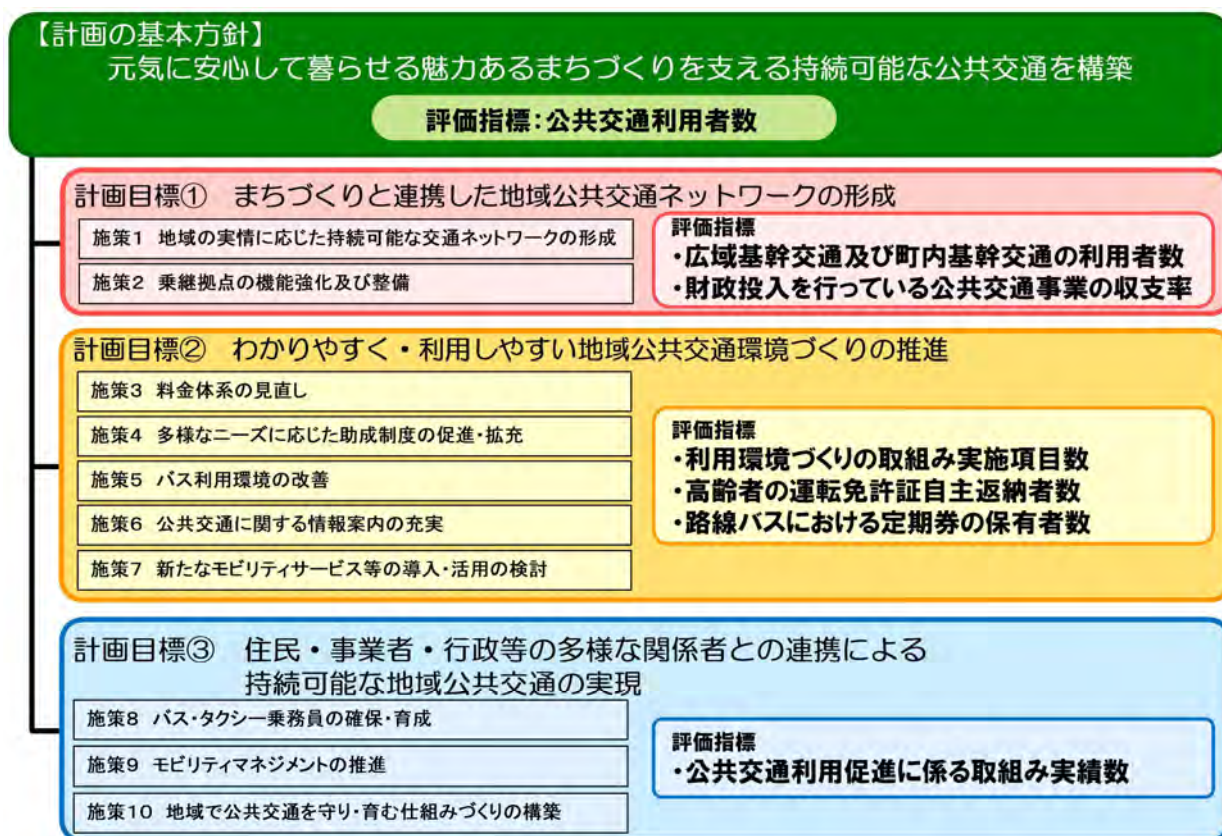 【計画の基本方針】
元気に安心して暮らせる魅力あるまちづくりを支える持続可能な公共交通を構築
評価指標:公共交通利用者数
計画目標① まちづくりと連携した地域公共交通ネットワークの形成
施策1 地域の実情に応じた持続可能な交通ネットワークの形成
施策2 乗継拠点の機能強化及び整備
評価指標
・広域基幹交通及び町内基幹交通の利用者数
・財政投入を行っている公共交通事業の収支率
計画目標② わかりやすく・利用しやすい地域公共交通環境づくりの推進
施策3 料金体系の見直し
施策4 多様なニーズに応じた助成制度の促進・拡充
施策5 バス利用環境の改善
施策6 公共交通に関する情報案内の充実
施策7 新たなモビリティサービス等の導入・活用の検討
評価指標
・利用環境づくりの取組み実施項目数
・高齢者の運転免許証自主返納者数
・路線バスにおける定期券の保有者数
計画目標③ 住民・事業者・行政等の多様な関係者との連携による
持続可能な地域公共交通の実現
施策8 バス・タクシー乗務員の確保・育成
施策9 モビリティマネジメントの推進
施策10 地域で公共交通を守り・育む仕組みづくりの構築
評価指標
・公共交通利用促進に係る取組み実績数